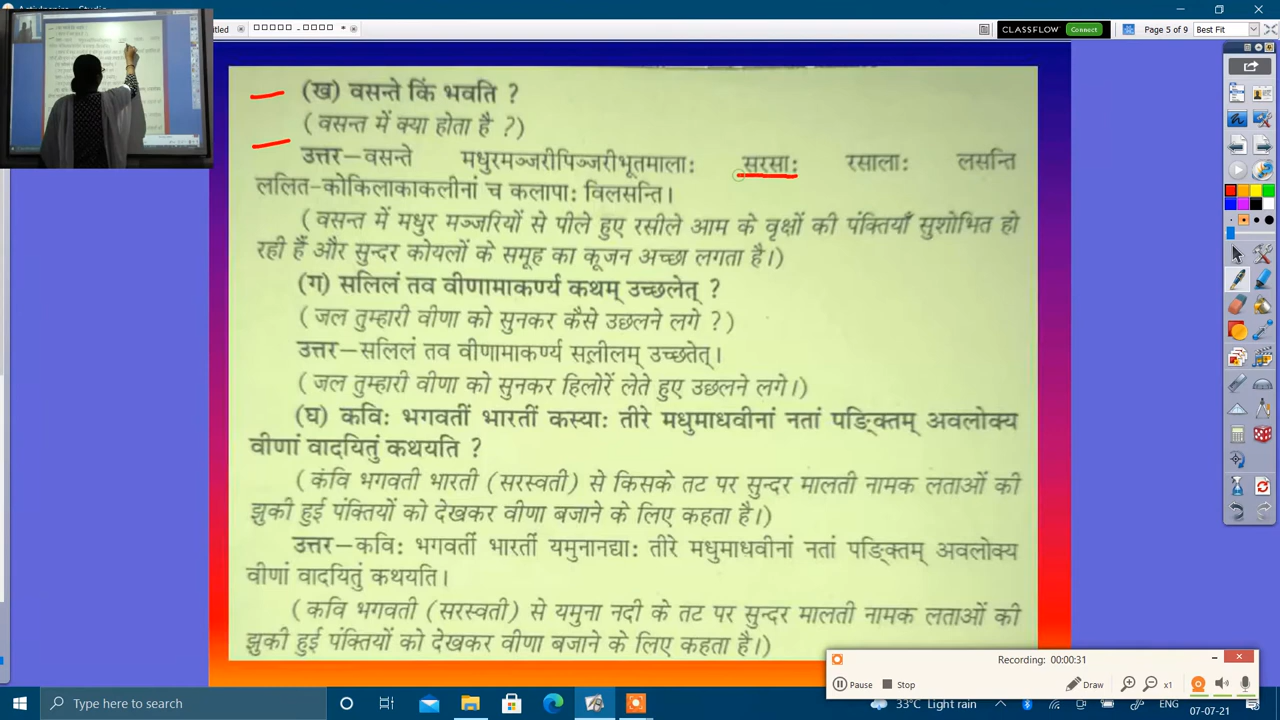 ntitled
CLASSFLOW
Connect
Page 5 of 9
Best Fit
(ख) वसन्ते किं भवति ?
( वसन्त में क्या होता है ?)
उत्तर–वसन्ते मधुरमञ्जरीपिञ्जरीभूतमालाः सरसाः रसालाः लसन्ति
ललित-कोकिलाकाकलीनां च कलापाः विलसन्ति।
( वसन्त में मधुर मञ्जरियों से पीले हुए रसीले आम के वृक्षों की पंक्तियाँ सुशोभित हो
रही हैं और सुन्दर कोयलों के समूह का कूजन अच्छा लगता है।)
(ग) सलिलं तव वीणामाकर्ण्य कथम् उच्छलेत् ?
( जल तुम्हारी वीणा को सुनकर कैसे उछलने लगे ?)
उत्तर–सलिलं तव वीणामाकर्ण्य सलीलम् उच्छतेत्।
( जल तुम्हारी वीणा को सुनकर हिलोरें लेते हुए उछलने लगे।)
(घ) कविः भगवतीं भारतीं कस्याः तीरे मधुमाधवीनां नतां पङ्क्तिम् अवलोक्य
वीणां वादयितुं कथयति ?
( कंवि भगवती भारती (सरस्वती) से किसके तट पर सुन्दर मालती नामक लताओं की
झुकी हुई पंक्तियों को देखकर वीणा बजाने के लिए कहता है।)
उत्तर–कविः भगवतीं भारतीं यमुनानद्याः तीरे मधुमाधवीनां नतां पङ्क्तिम् अवलोक्य
वीणां वादयितुं कथयति।
( कवि भगवती (सरस्वती) से यमुना नदी के तट पर सुन्दर मालती नामक लताओं की
झुकी हुई पंक्तियों को देखकर वीणा बजाने के लिए कहता है।)
Recording: 00:00:31
Pause
Stop
Draw
x1
Type here to search
33°C Light rain
ENG
07-07-21